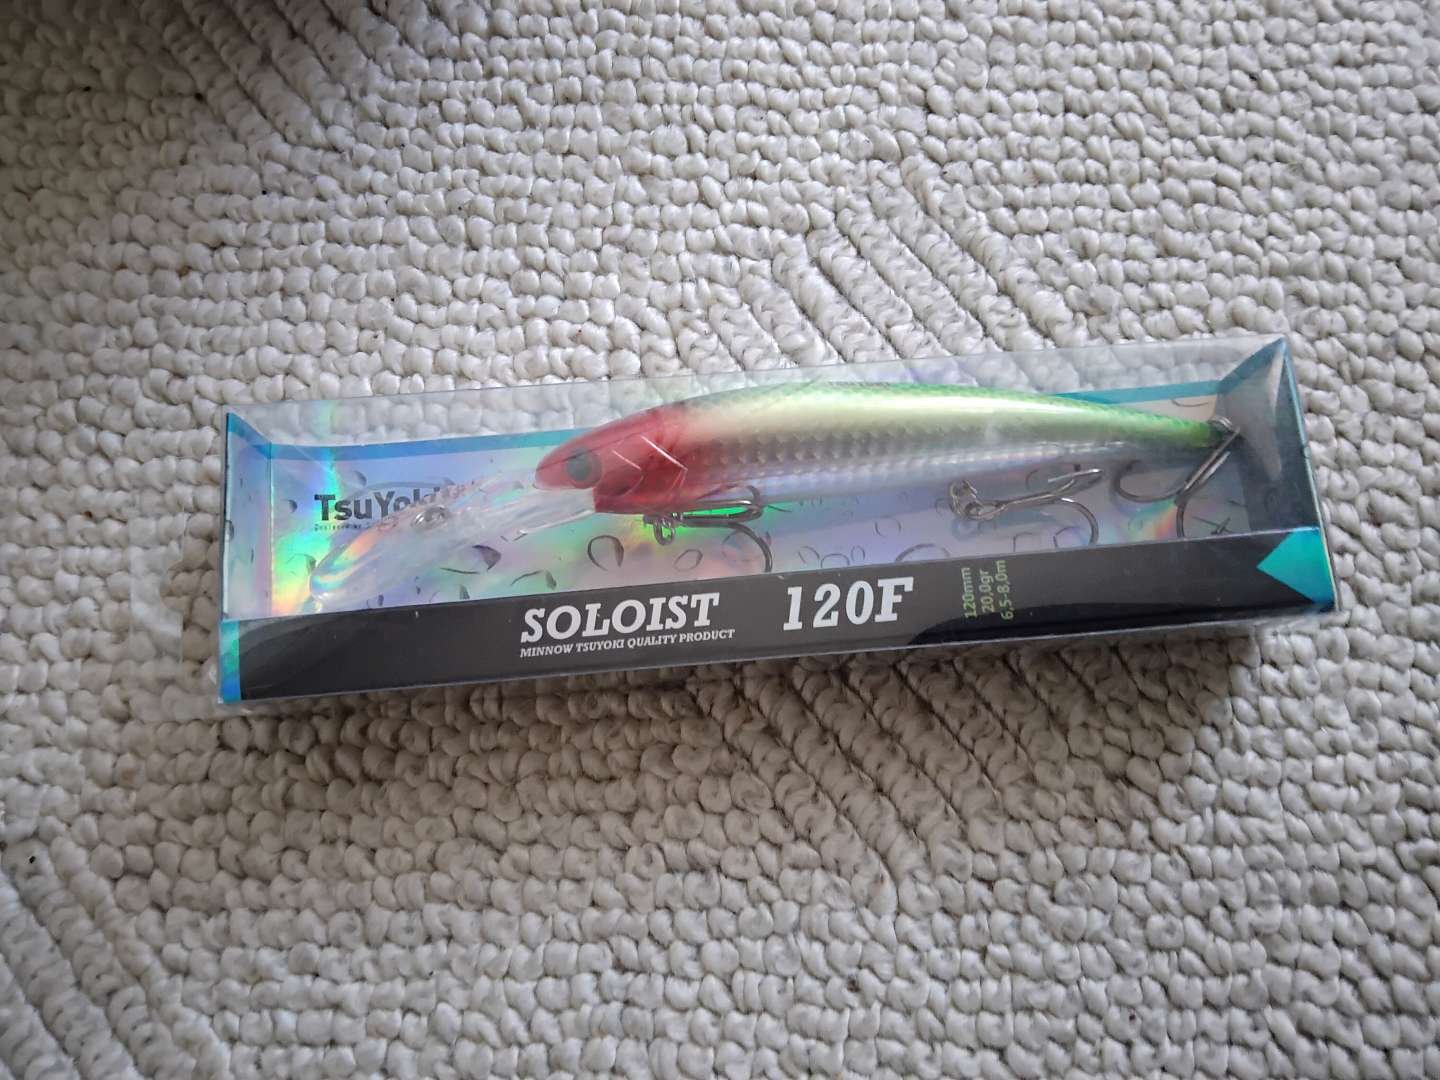 TsuYoki
SOLOIST
MINNOW TSUYOKI QUALITY PRODUCT
120F
120mm
20,0gr
6,5-8,0m